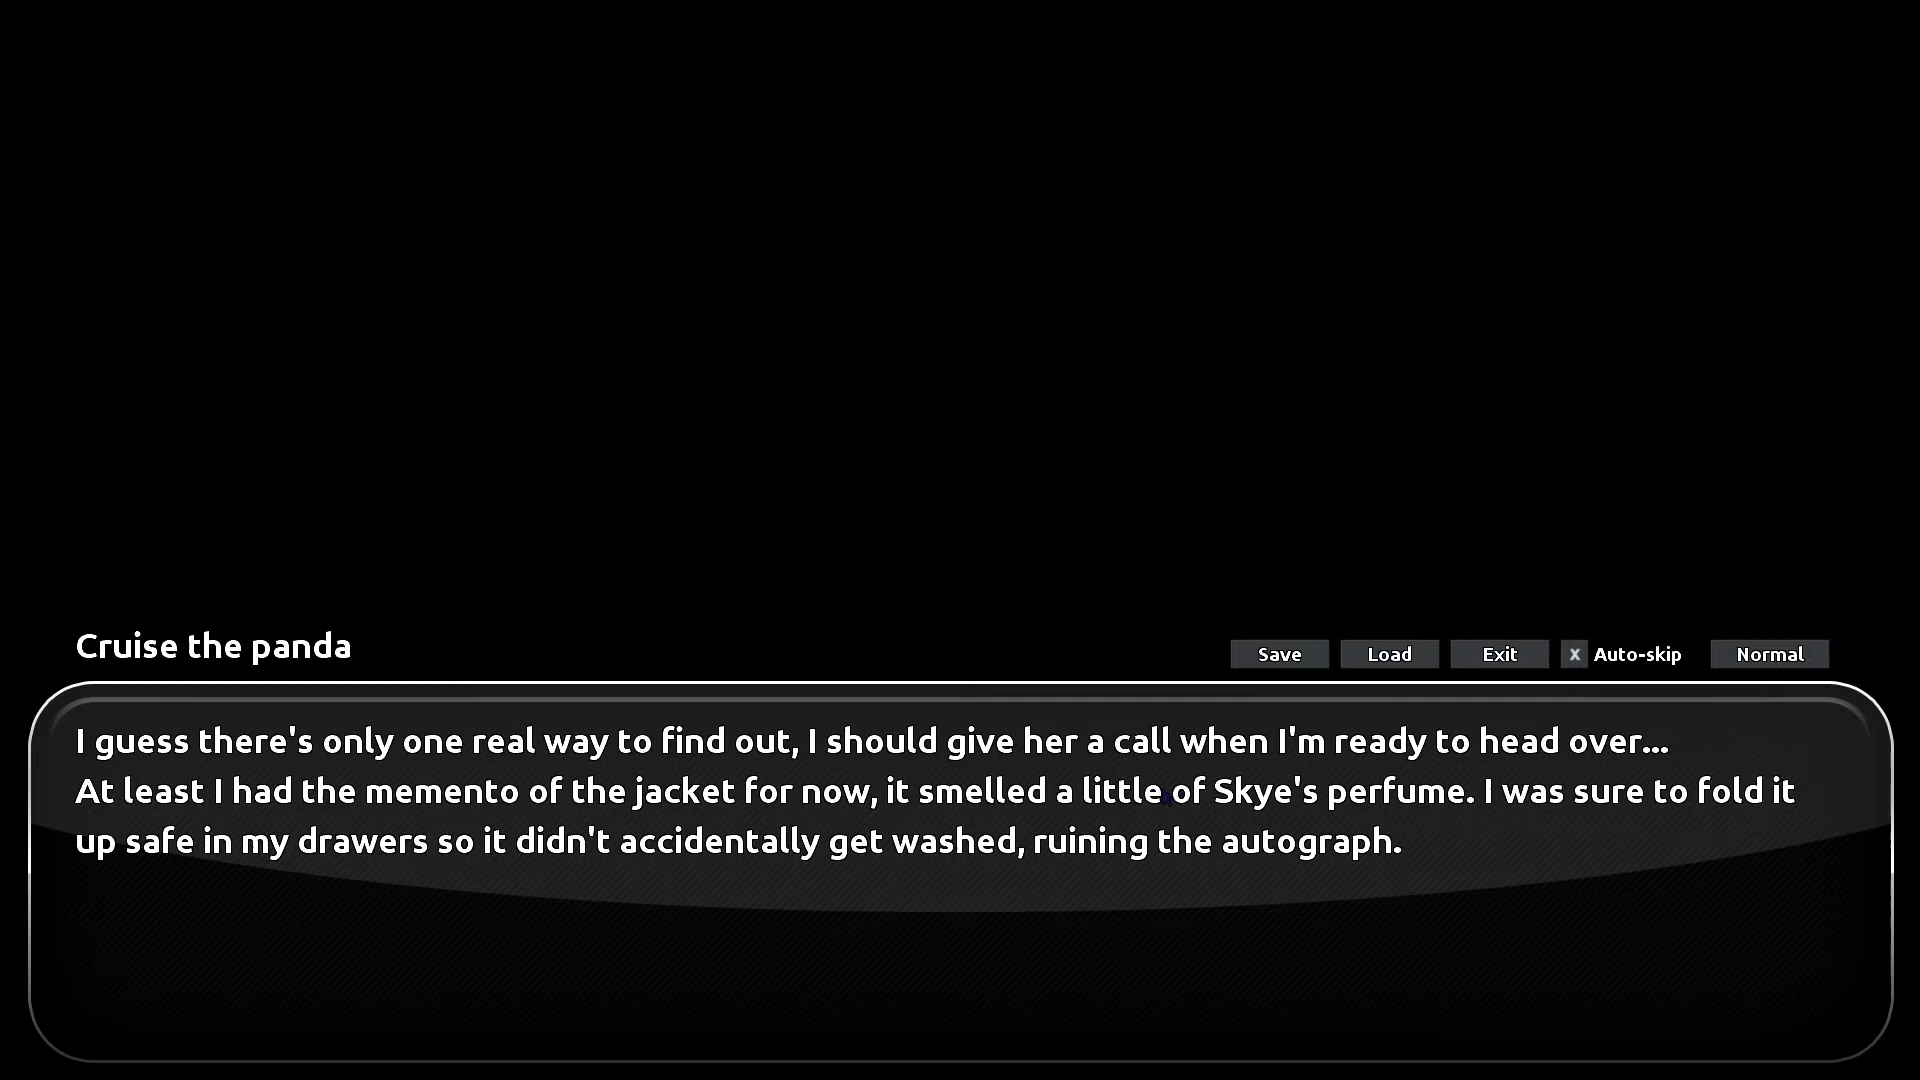 Cruise the panda
Save
Load
Exit
X Auto-skip
Normal
I guess there's only one real way to find out, I should give her a call when I'm ready to head over...
At least I had the memento of the jacket for now, it smelled a little of Skye's perfume. I was sure to fold it
up safe in my drawers so it didn't accidentally get washed, ruining the autograph.